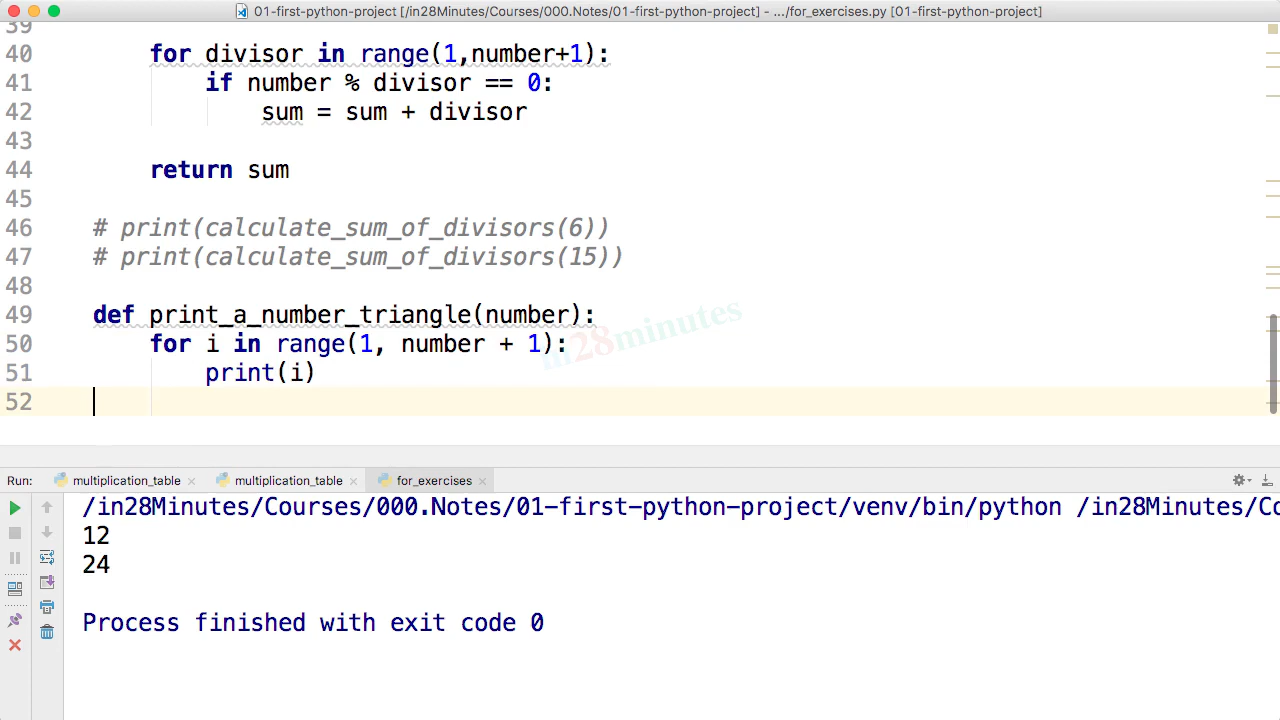 01-first-python-project [/in28Minutes/Courses/000.Notes/01-first-python-project] - .../for_exercises.py [01-first-python-project]
39
40 for divisor in range(1,number+1):
41 if number % divisor == 0:
42 sum = sum + divisor
43
44 return sum
45
46 # print(calculate_sum_of_divisors(6))
47 # print(calculate_sum_of_divisors(15))
48
49 def print_a_number_triangle(number):
50 for i in range(1, number + 1):
51 print(i)
52
in28minutes
Run: multiplication_table multiplication_table for_exercises
/in28Minutes/Courses/000.Notes/01-first-python-project/venv/bin/python /in28Minutes/Co
12
24
Process finished with exit code 0